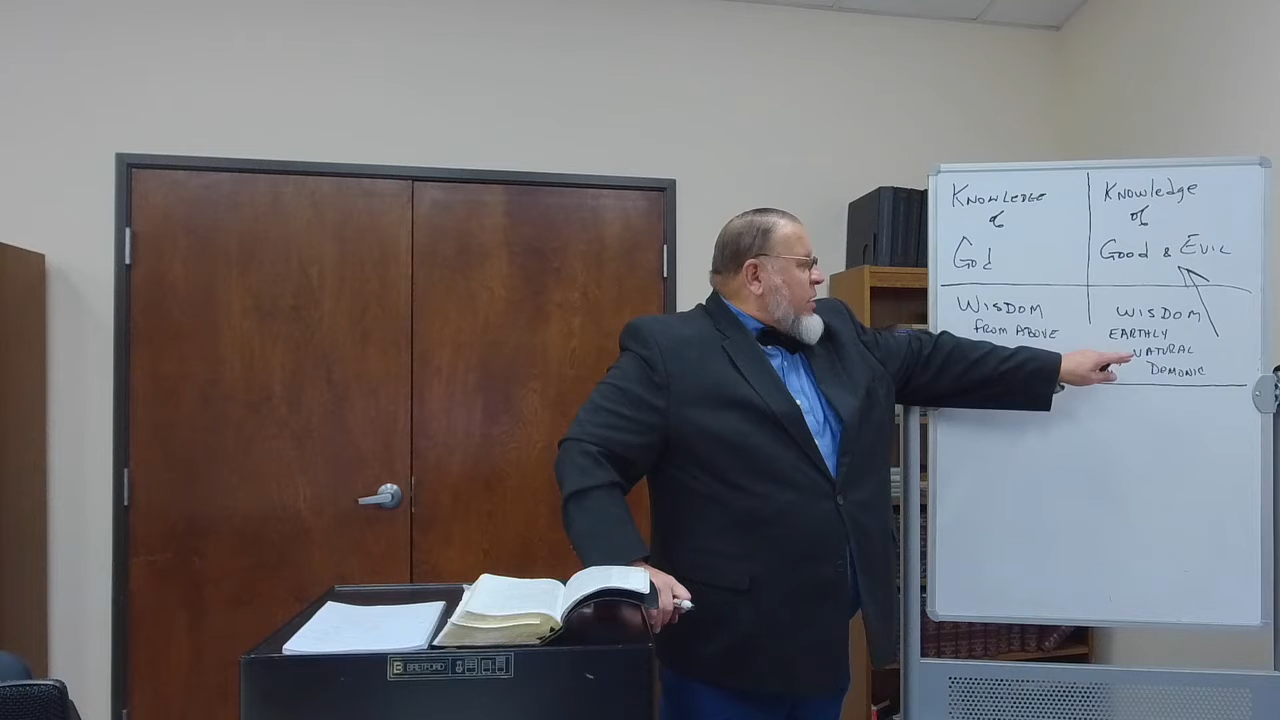 Knowledge
of
God
Knowledge
of
Good & Evil
Wisdom
from Above
Wisdom
Earthly
Natural
Demonic
BRETFORD